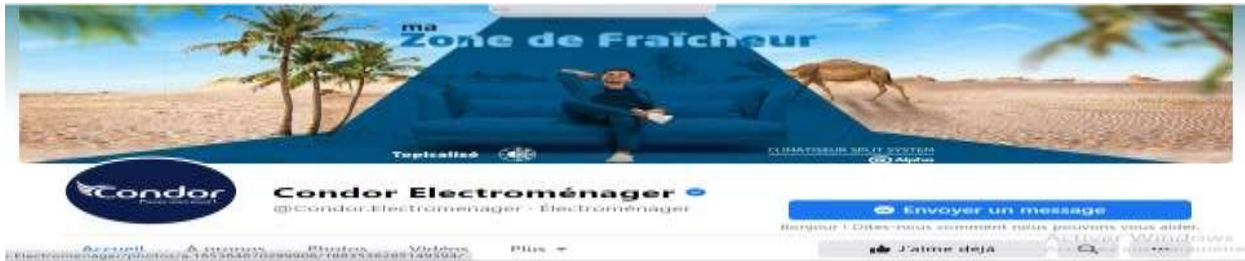 ma
Zone de Fraîcheur
Topicalisé
CLIMATISEUR SPLIT SYSTEM
Alpha
Condor
Condor Electroménager
@Condor.Electromenager · Électroménager
Envoyer un message
Bonjour ! Dites-nous comment nous pouvons vous aider.
Accueil À propos Photos Vidéos Plus
J'aime déjà
Activer Windows